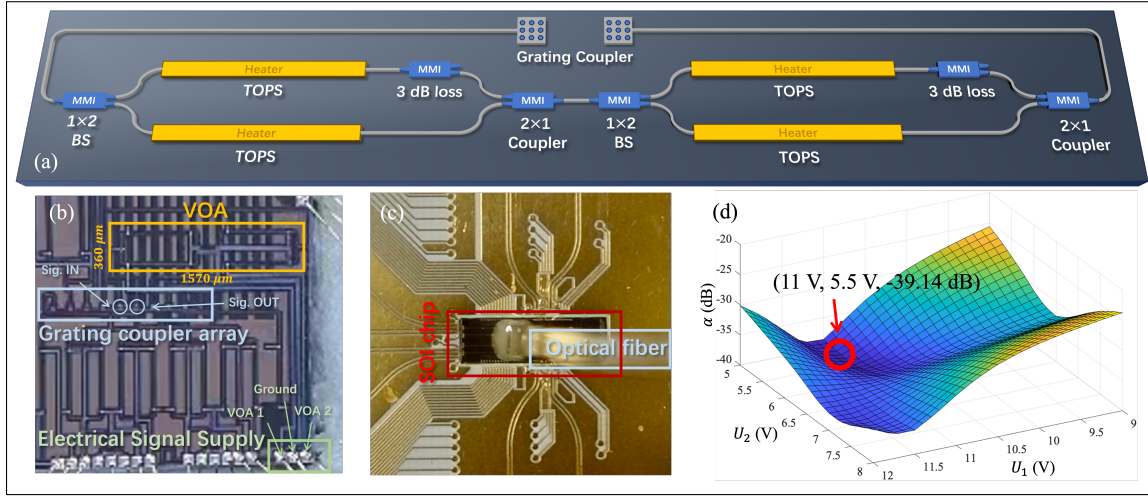 Grating Coupler
Heater
MMI
Heater
MMI
TOPS
3 dB loss
TOPS
3 dB loss
MMI
MMI
MMI
MMI
1×2
BS
Heater
2×1
Coupler
1×2
BS
Heater
2×1
Coupler
TOPS
TOPS
(a)
(b)
VOA
360 μm
1570 μm
Sig. IN
Sig. OUT
Grating coupler array
Ground
VOA 1
VOA 2
Electrical Signal Supply
(c)
SOI chip
Optical fiber
(d)
(11 V, 5.5 V, -39.14 dB)
α (dB)
-20
-25
-30
-35
-40
5
5.5
6
6.5
7
7.5
8
U₂ (V)
12
11.5
11
10.5
10
9.5
9
U₁ (V)